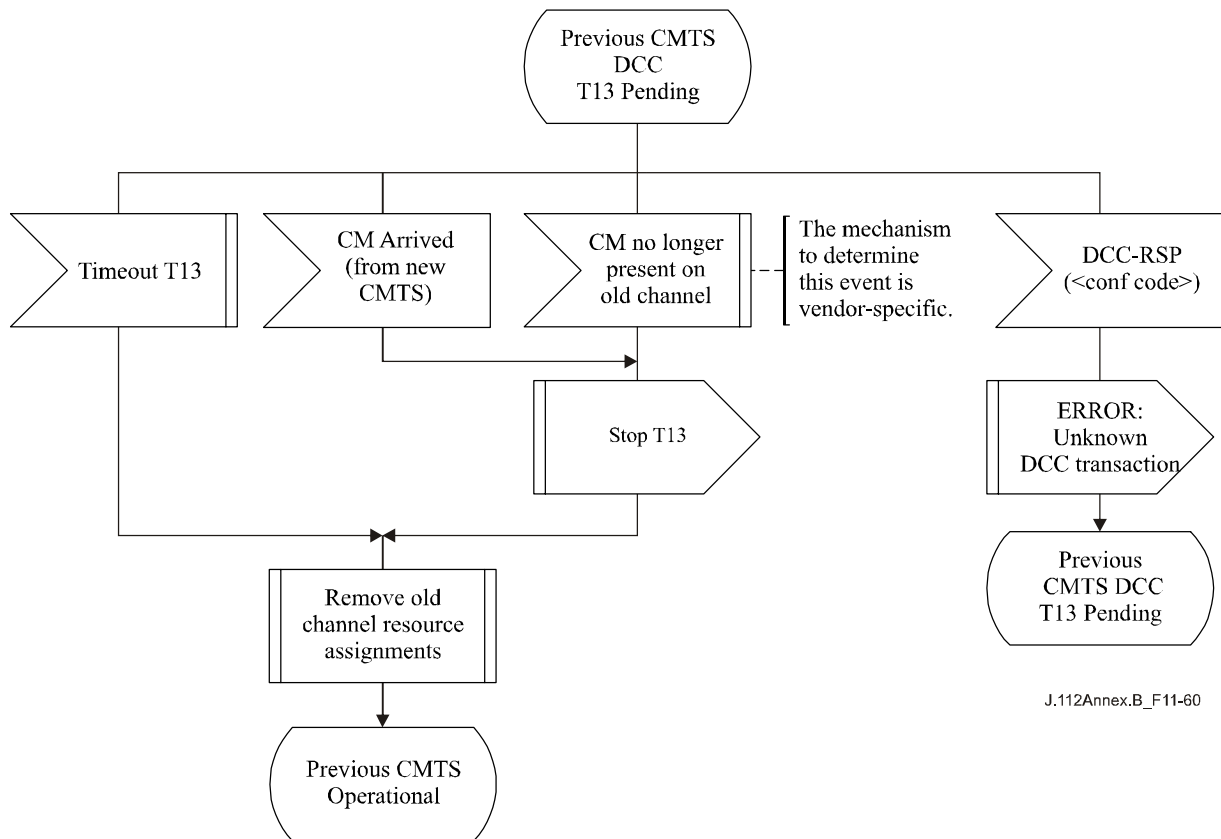 Previous CMTS
DCC
T13 Pending
Timeout T13
CM Arrived
(from new
CMTS)
CM no longer
present on
old channel
The mechanism
to determine
this event is
vendor-specific.
DCC-RSP
(<conf code>)
Stop T13
ERROR:
Unknown
DCC transaction
Remove old
channel resource
assignments
Previous
CMTS DCC
T13 Pending
Previous CMTS
Operational
J.112Annex.B_F11-60